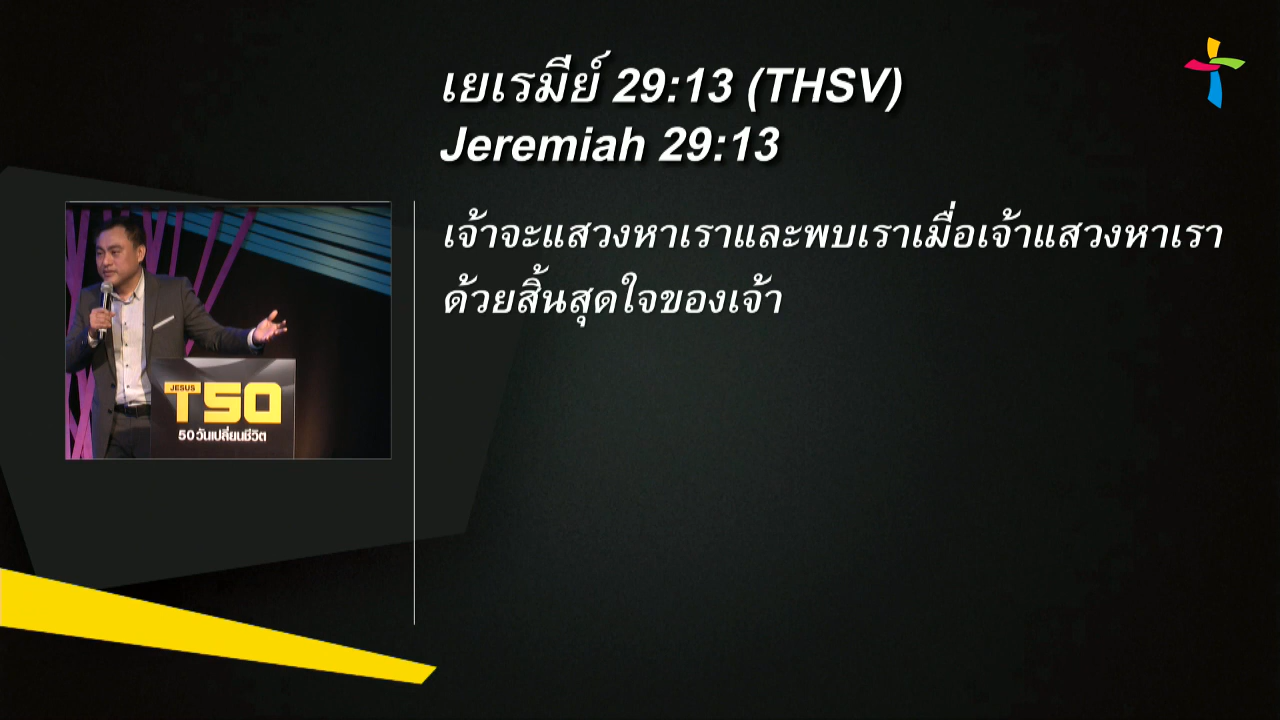 เยเรมีย์ 29:13 (THSV)
Jeremiah 29:13
เจ้าจะแสวงหาเราและพบเราเมื่อเจ้าแสวงหาเรา
ด้วยสิ้นสุดใจของเจ้า
JESUS
T50
50 วันเปลี่ยนชีวิต